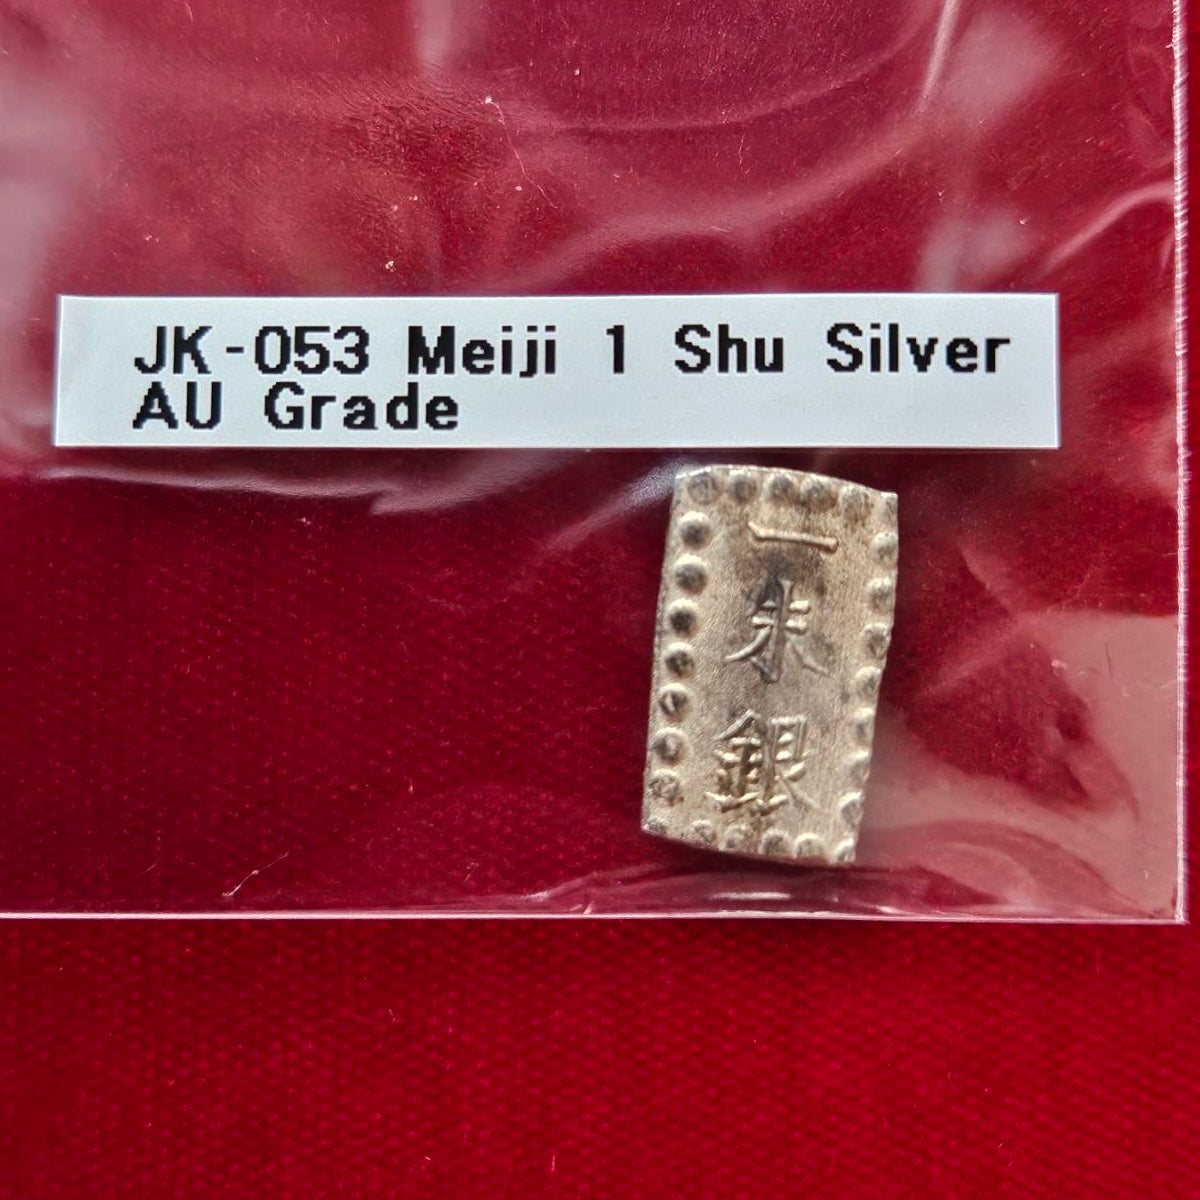 JK-053 Meiji 1 Shu Silver
AU Grade
一
朱
銀